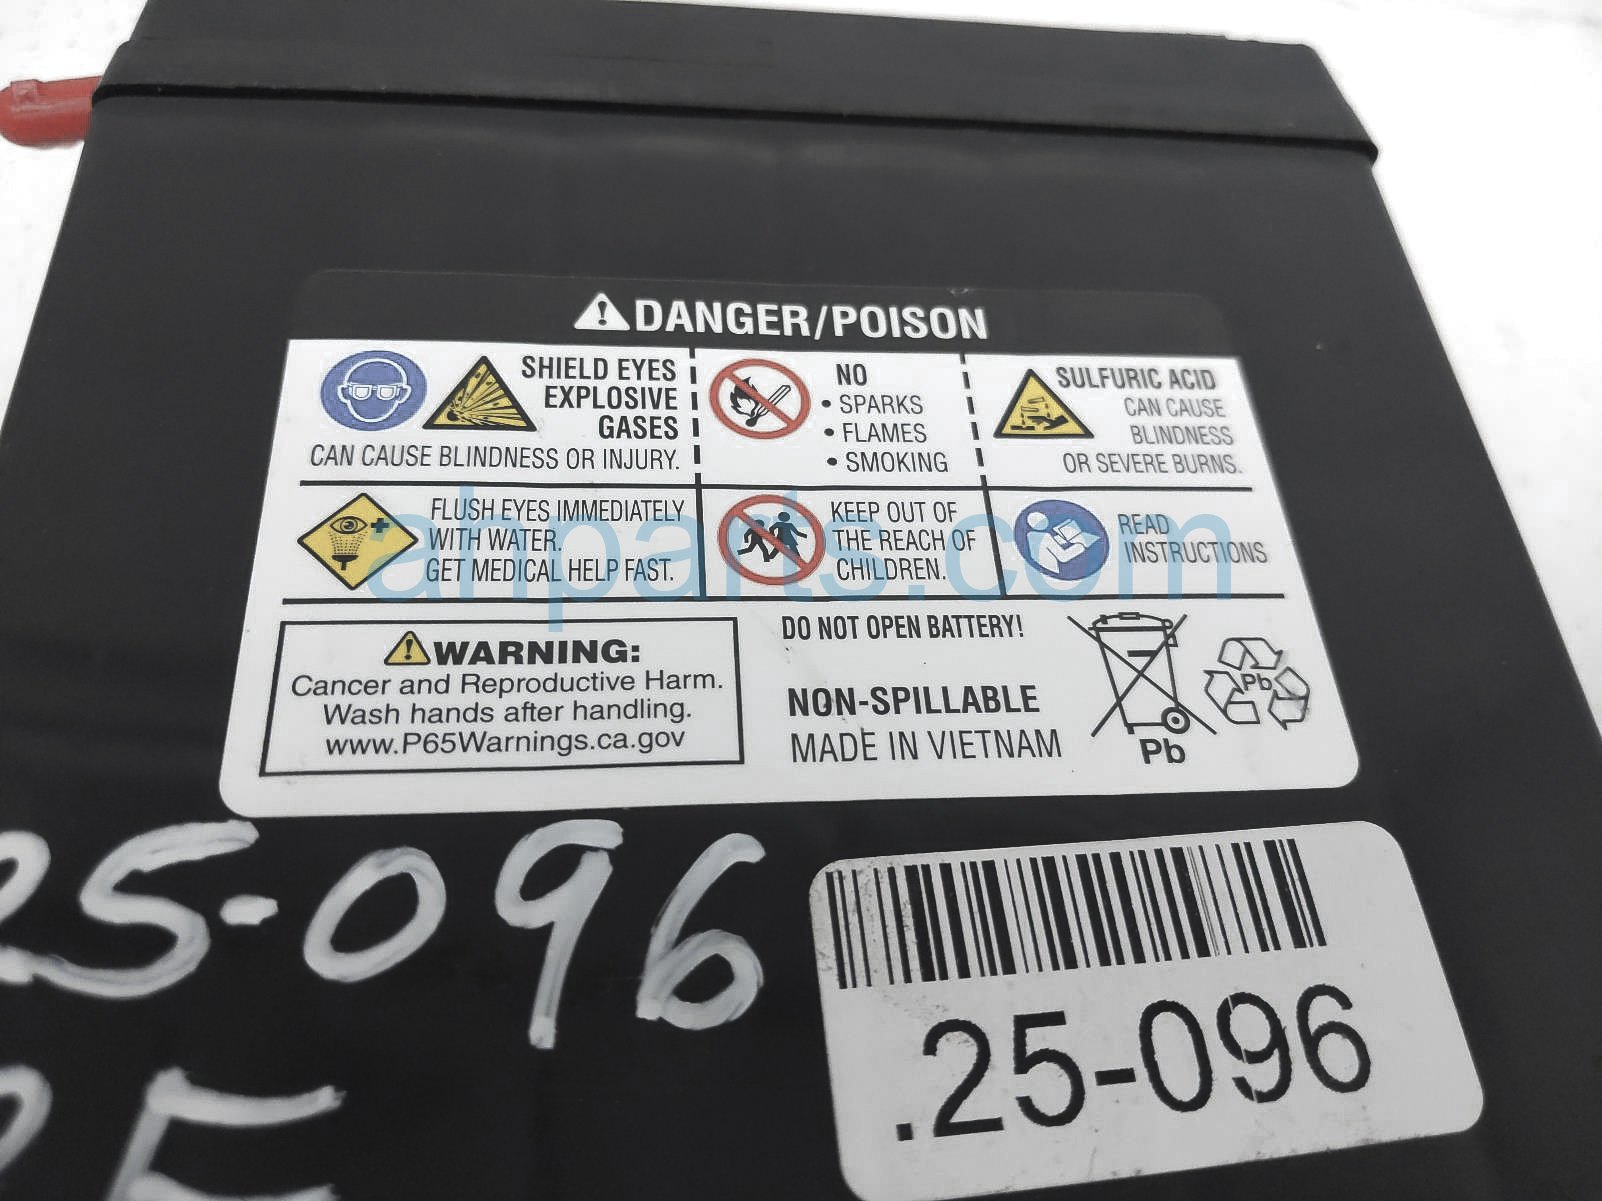 DANGER/POISON
SHIELD EYES
EXPLOSIVE
GASES
CAN CAUSE BLINDNESS OR INJURY.
NO
• SPARKS
• FLAMES
• SMOKING
SULFURIC ACID
CAN CAUSE
BLINDNESS
OR SEVERE BURNS.
FLUSH EYES IMMEDIATELY
WITH WATER.
GET MEDICAL HELP FAST.
KEEP OUT OF
THE REACH OF
CHILDREN.
READ
INSTRUCTIONS
ahparts.com
WARNING:
Cancer and Reproductive Harm.
Wash hands after handling.
www.P65Warnings.ca.gov
DO NOT OPEN BATTERY!
NON-SPILLABLE
MADE IN VIETNAM
Pb
Pb
25-096
.25-096